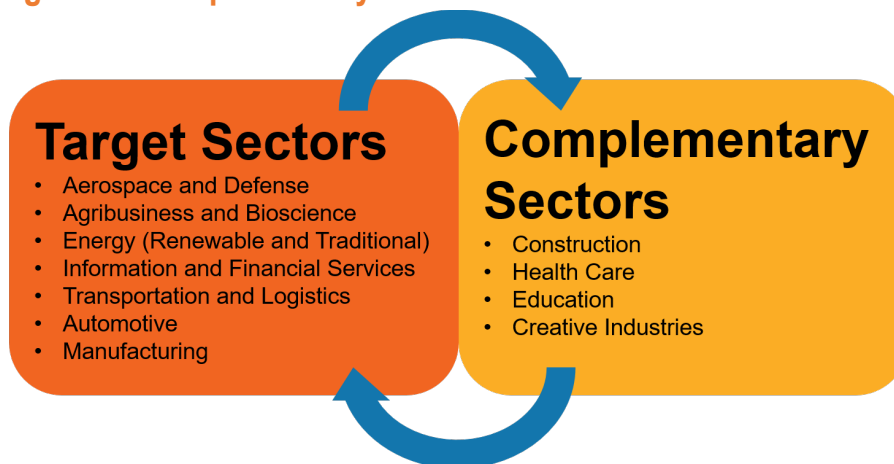 Target Sectors
• Aerospace and Defense
• Agribusiness and Bioscience
• Energy (Renewable and Traditional)
• Information and Financial Services
• Transportation and Logistics
• Automotive
• Manufacturing
Complementary
Sectors
• Construction
• Health Care
• Education
• Creative Industries